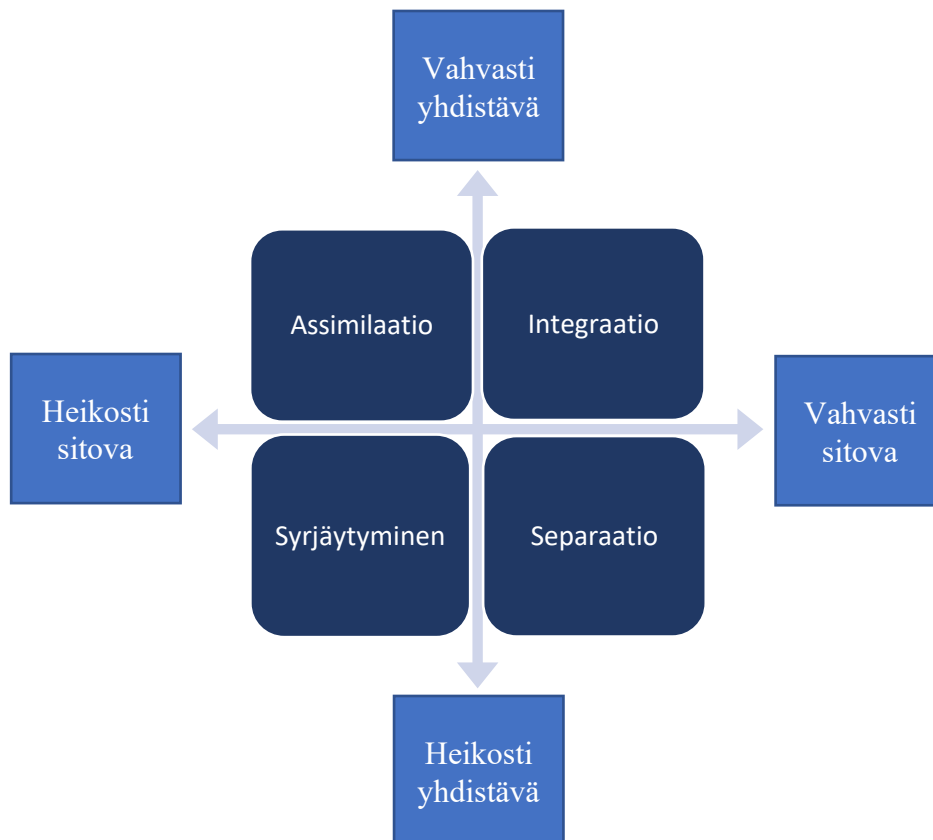 Vahvasti
yhdistävä
Assimilaatio
Integraatio
Heikosti
sitova
Vahvasti
sitova
Syrjäytyminen
Separaatio
Heikosti
yhdistävä